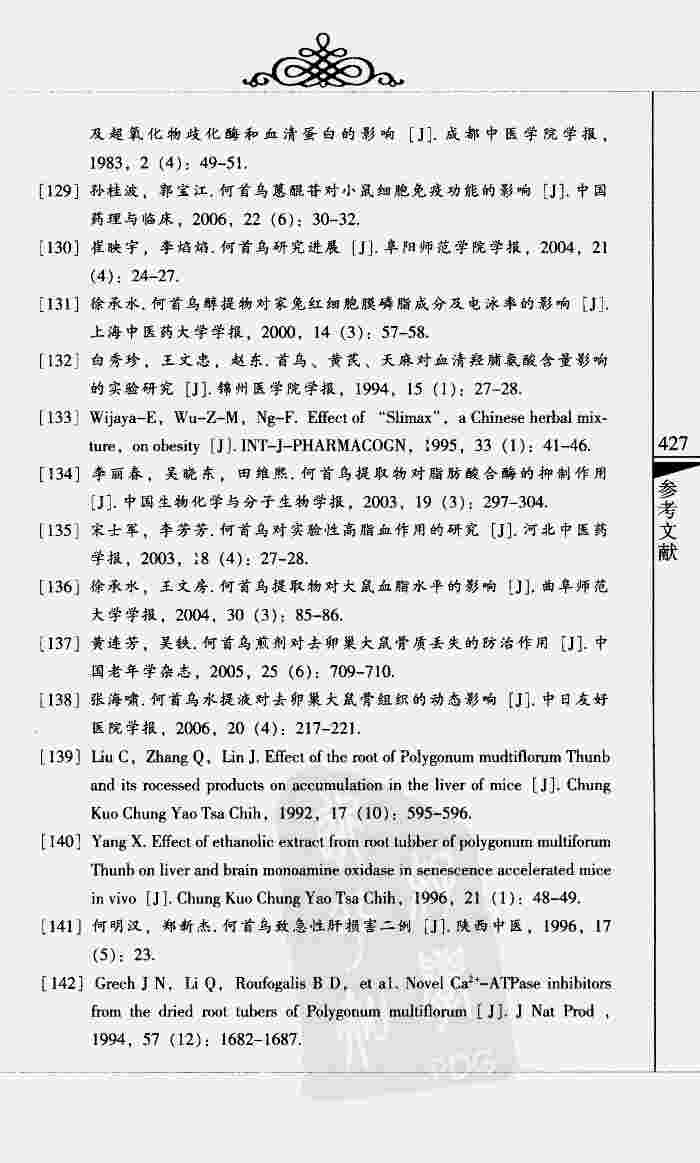 及超氧化物歧化酶和血清蛋白的影响 [J]. 成都中医学院学报，
1983，2（4）：49-51.
[129] 孙桂波，郭宝江. 何首乌蒽醌苷对小鼠细胞免疫功能的影响 [J]. 中国
药理与临床，2006，22（6）：30-32.
[130] 崔映宇，李焰焰. 何首乌研究进展 [J]. 阜阳师范学院学报，2004，21
（4）：24-27.
[131] 徐承水. 何首乌醇提物对家兔红细胞膜磷脂成分及电泳率的影响 [J].
上海中医药大学学报，2000，14（3）：57-58.
[132] 白秀珍，王文忠，赵东. 首乌、黄芪、天麻对血清羟脯氨酸含量影响
的实验研究 [J]. 锦州医学院学报，1994，15（1）：27-28.
[133] Wijaya-E，Wu-Z-M，Ng-F. Effect of “Slimax”，a Chinese herbal mix-
ture，on obesity [J]. INT-J-PHARMACOGN，1995，33（1）：41-46.
[134] 李丽春，吴晓东，田维熙. 何首乌提取物对脂肪酸合酶的抑制作用
[J]. 中国生物化学与分子生物学报，2003，19（3）：297-304.
[135] 宋士军，李芳芳. 何首乌对实验性高脂血作用的研究 [J]. 河北中医药
学报，2003，18（4）：27-28.
[136] 徐承水，王文房. 何首乌提取物对大鼠血脂水平的影响 [J]. 曲阜师范
大学学报，2004，30（3）：85-86.
[137] 黄连芳，吴铁. 何首乌煎剂对去卵巢大鼠骨质丢失的防治作用 [J]. 中
国老年学杂志，2005，25（6）：709-710.
[138] 张海啸. 何首乌水提液对去卵巢大鼠骨组织的动态影响 [J]. 中日友好
医院学报，2006，20（4）：217-221.
[139] Liu C，Zhang Q，Lin J. Effect of the root of Polygonum mudtiflorum Thunb
and its rocessed products on accumulation in the liver of mice [J]. Chung
Kuo Chung Yao Tsa Chih，1992，17（10）：595-596.
[140] Yang X. Effect of ethanolic extract from root tubber of polygonum multiforum
Thunb on liver and brain monoamine oxidase in senescence accelerated mice
in vivo [J]. Chung Kuo Chung Yao Tsa Chih，1996，21（1）：48-49.
[141] 何明汉，郑新杰. 何首乌致急性肝损害二例 [J]. 陕西中医，1996，17
（5）：23.
[142] Grech J N，Li Q，Roufogalis B D，et al. Novel Ca²⁺-ATPase inhibitors
from the dried root tubers of Polygonum multiflorum [J]. J Nat Prod，
1994，57（12）：1682-1687.
427
参考文献
PDG